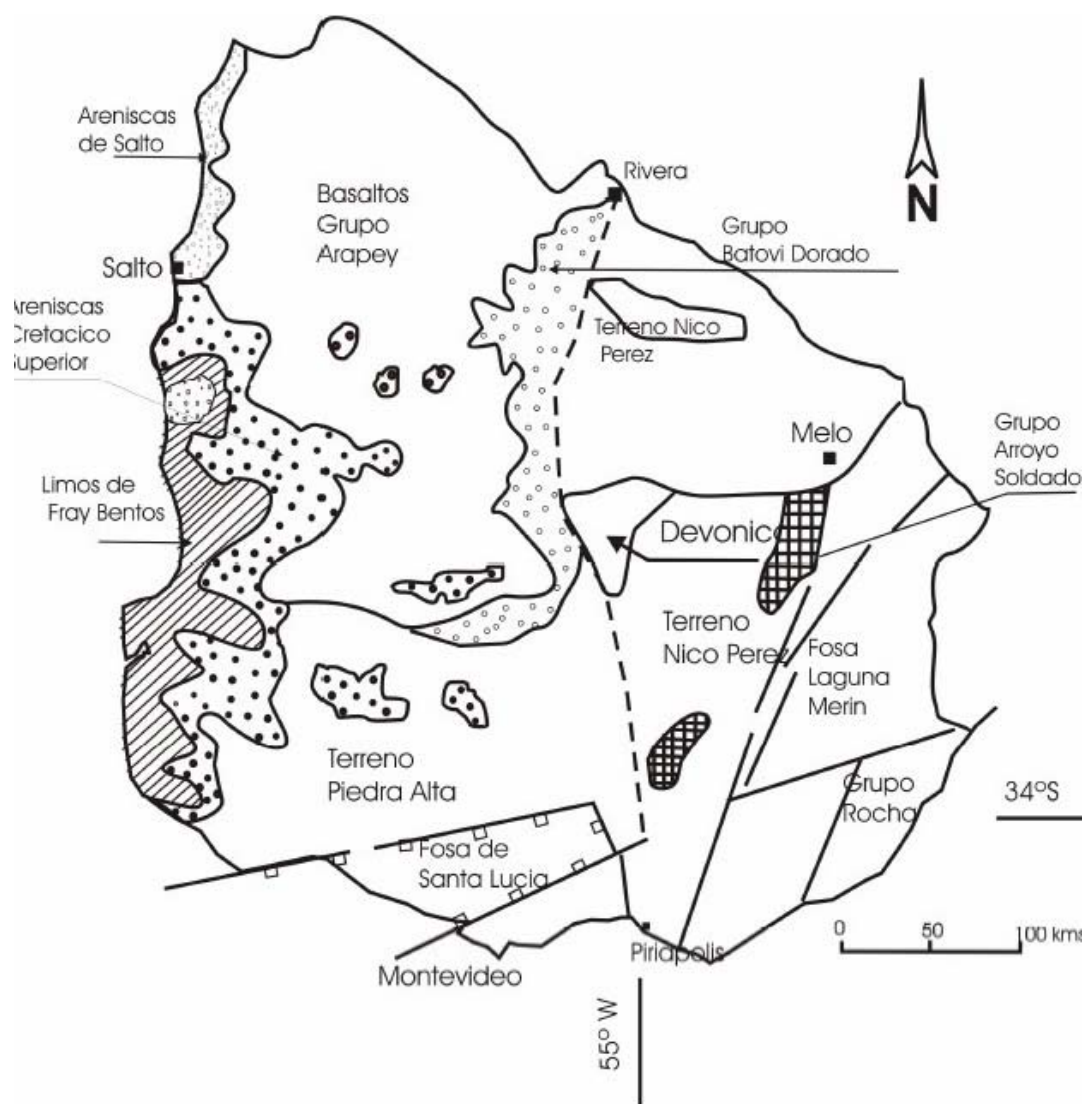 Areniscas
de Salto
Basaltos
Grupo
Arapey
Rivera
N
Grupo
Batovi Dorado
Salto
Areniscas
Cretacico
Superior
Terreno Nico
Perez
Melo
Grupo
Arroyo
Soldado
Limos de
Fray Bentos
Devonico
Terreno
Nico Perez
Fosa
Laguna
Merin
Terreno
Piedra Alta
Grupo
Rocha
34ºS
Fosa de
Santa Lucia
0 50 100 kms
Piriapolis
Montevideo
55º W